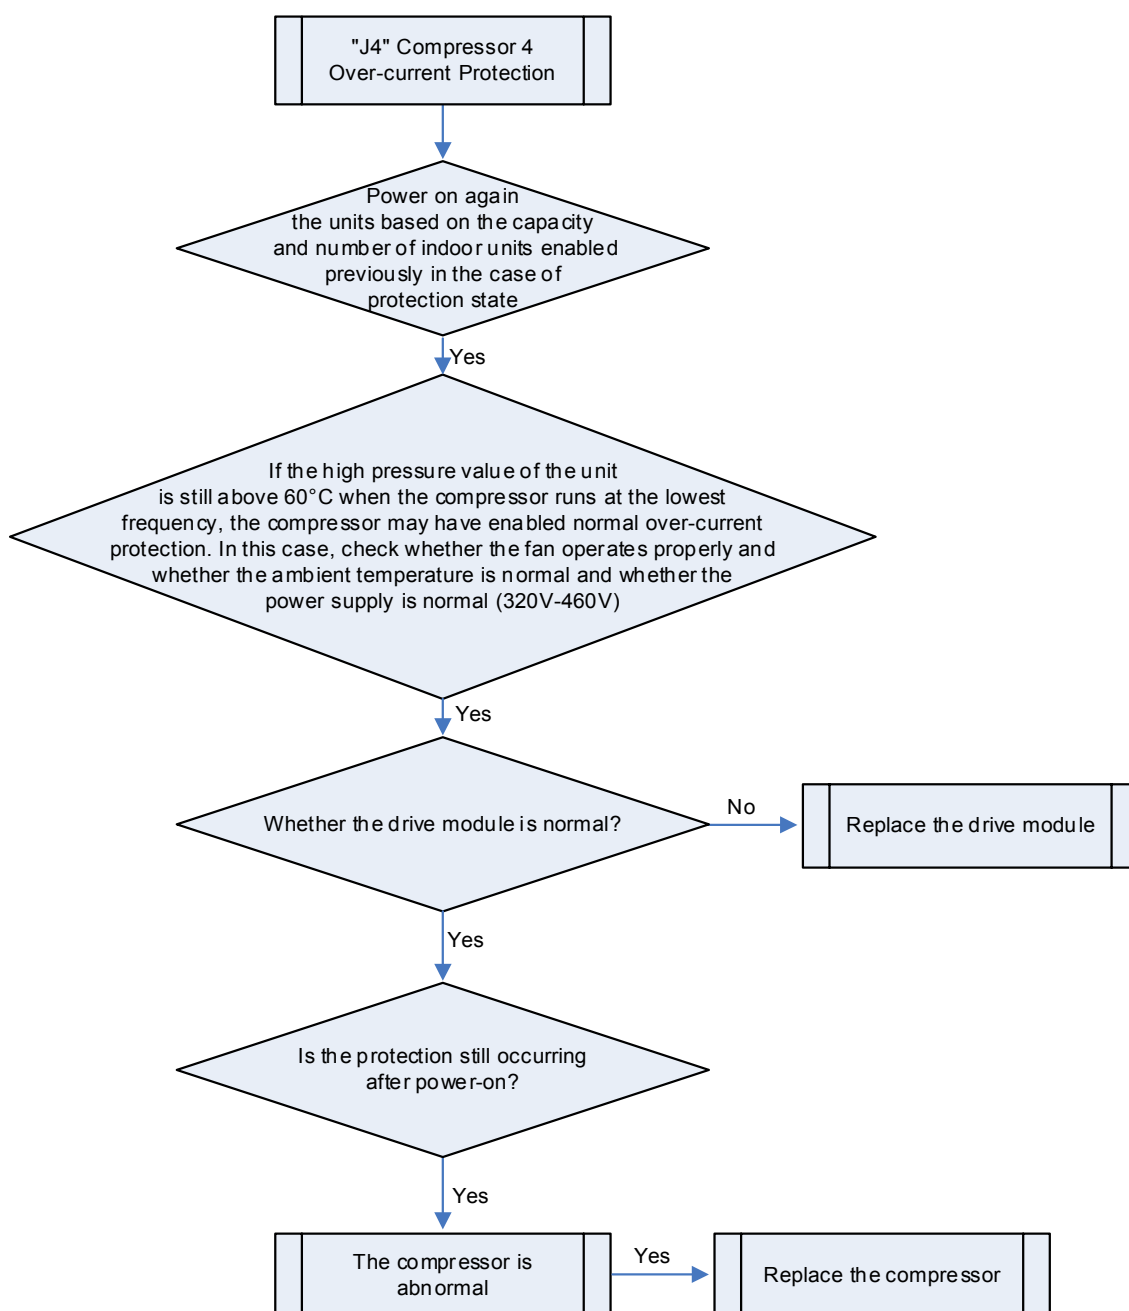 "J4" Compressor 4
Over-current Protection
Power on again
the units based on the capacity
and number of indoor units enabled
previously in the case of
protection state
Yes
If the high pressure value of the unit
is still above 60°C when the compressor runs at the lowest
frequency, the compressor may have enabled normal over-current
protection. In this case, check whether the fan operates properly and
whether the ambient temperature is normal and whether the
power supply is normal (320V-460V)
Yes
Whether the drive module is normal?
No
Replace the drive module
Yes
Is the protection still occurring
after power-on?
Yes
The compressor is
abnormal
Yes
Replace the compressor